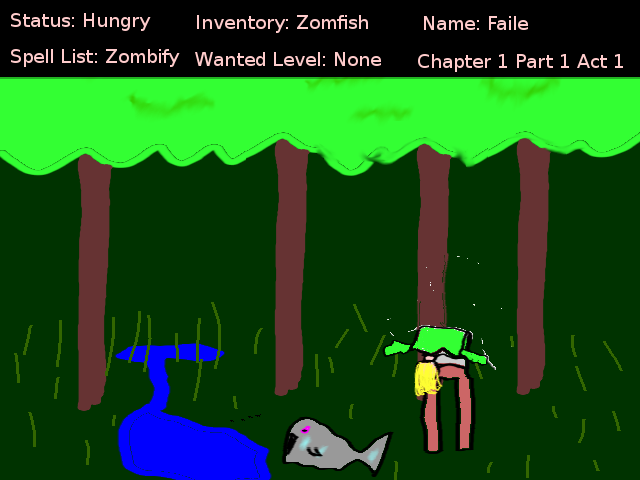 Status: Hungry Inventory: Zomfish Name: Faile
Spell List: Zombify Wanted Level: None Chapter 1 Part 1 Act 1